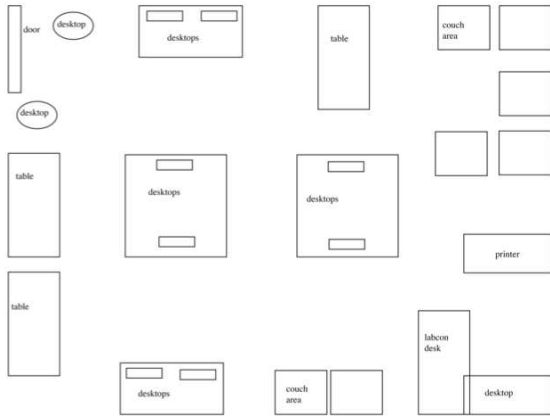 door
desktop
desktops
table
couch
area
desktop
table
desktops
desktops
printer
table
labcon
desk
desktops
couch
area
desktop